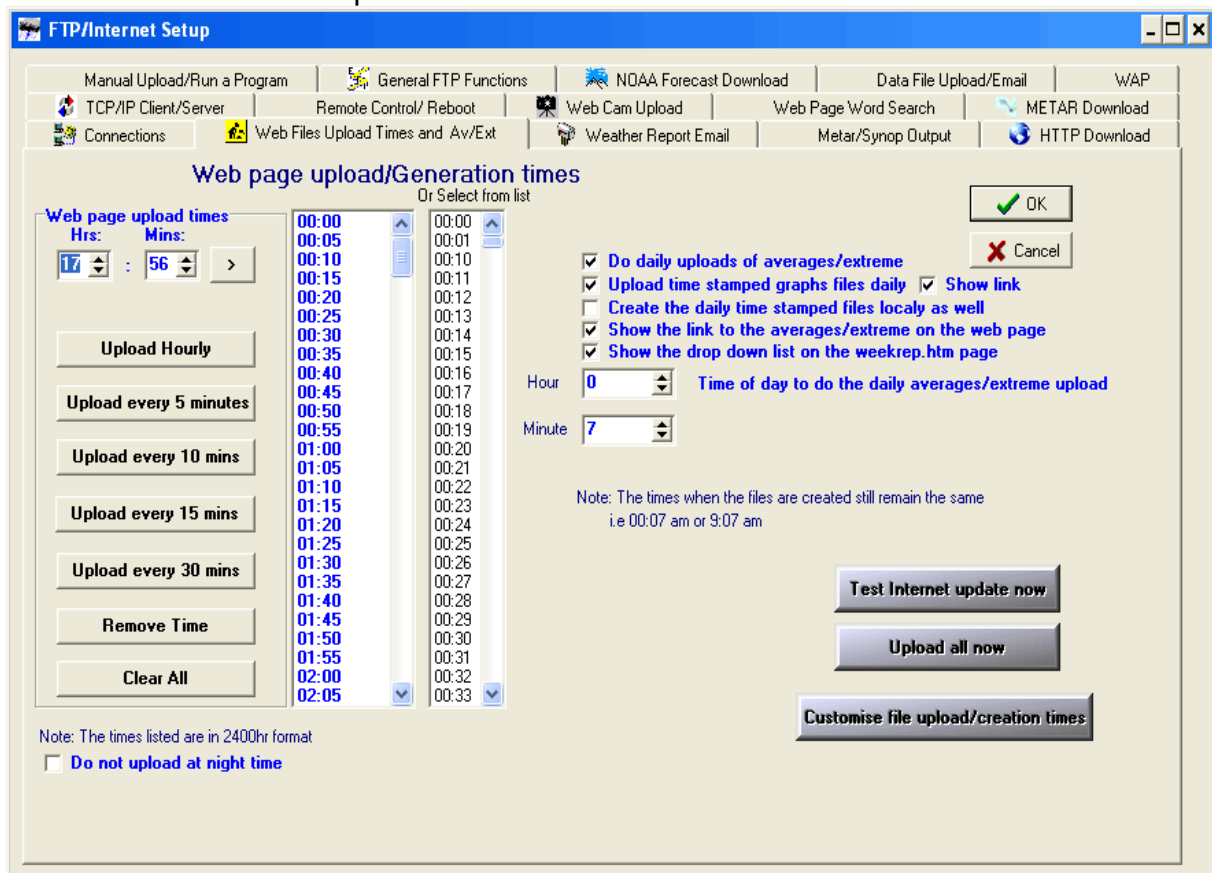 FTP/Internet Setup
Manual Upload/Run a Program
General FTP Functions
NOAA Forecast Download
Data File Upload/Email
WAP
TCP/IP Client/Server
Remote Control/ Reboot
Web Cam Upload
Web Page Word Search
METAR Download
Connections
Web Files Upload Times and Av/Ext
Weather Report Email
Metar/Synop Output
HTTP Download
Web page upload/Generation times
Or Select from list
Web page upload times
Hrs: Mins:
17 : 56 >
Upload Hourly
Upload every 5 minutes
Upload every 10 mins
Upload every 15 mins
Upload every 30 mins
Remove Time
Clear All
00:00
00:05
00:10
00:15
00:20
00:25
00:30
00:35
00:40
00:45
00:50
00:55
01:00
01:05
01:10
01:15
01:20
01:25
01:30
01:35
01:40
01:45
01:50
01:55
02:00
02:05
00:00
00:01
00:10
00:11
00:12
00:13
00:14
00:15
00:16
00:17
00:18
00:19
00:20
00:21
00:22
00:23
00:24
00:25
00:26
00:27
00:28
00:29
00:30
00:31
00:32
00:33
OK
Cancel
Do daily uploads of averages/extreme
Upload time stamped graphs files daily Show link
Create the daily time stamped files localy as well
Show the link to the averages/extreme on the web page
Show the drop down list on the weekrep.htm page
Hour 0 Time of day to do the daily averages/extreme upload
Minute 7
Note: The times when the files are created still remain the same
i.e 00:07 am or 9:07 am
Test Internet update now
Upload all now
Customise file upload/creation times
Note: The times listed are in 2400hr format
Do not upload at night time